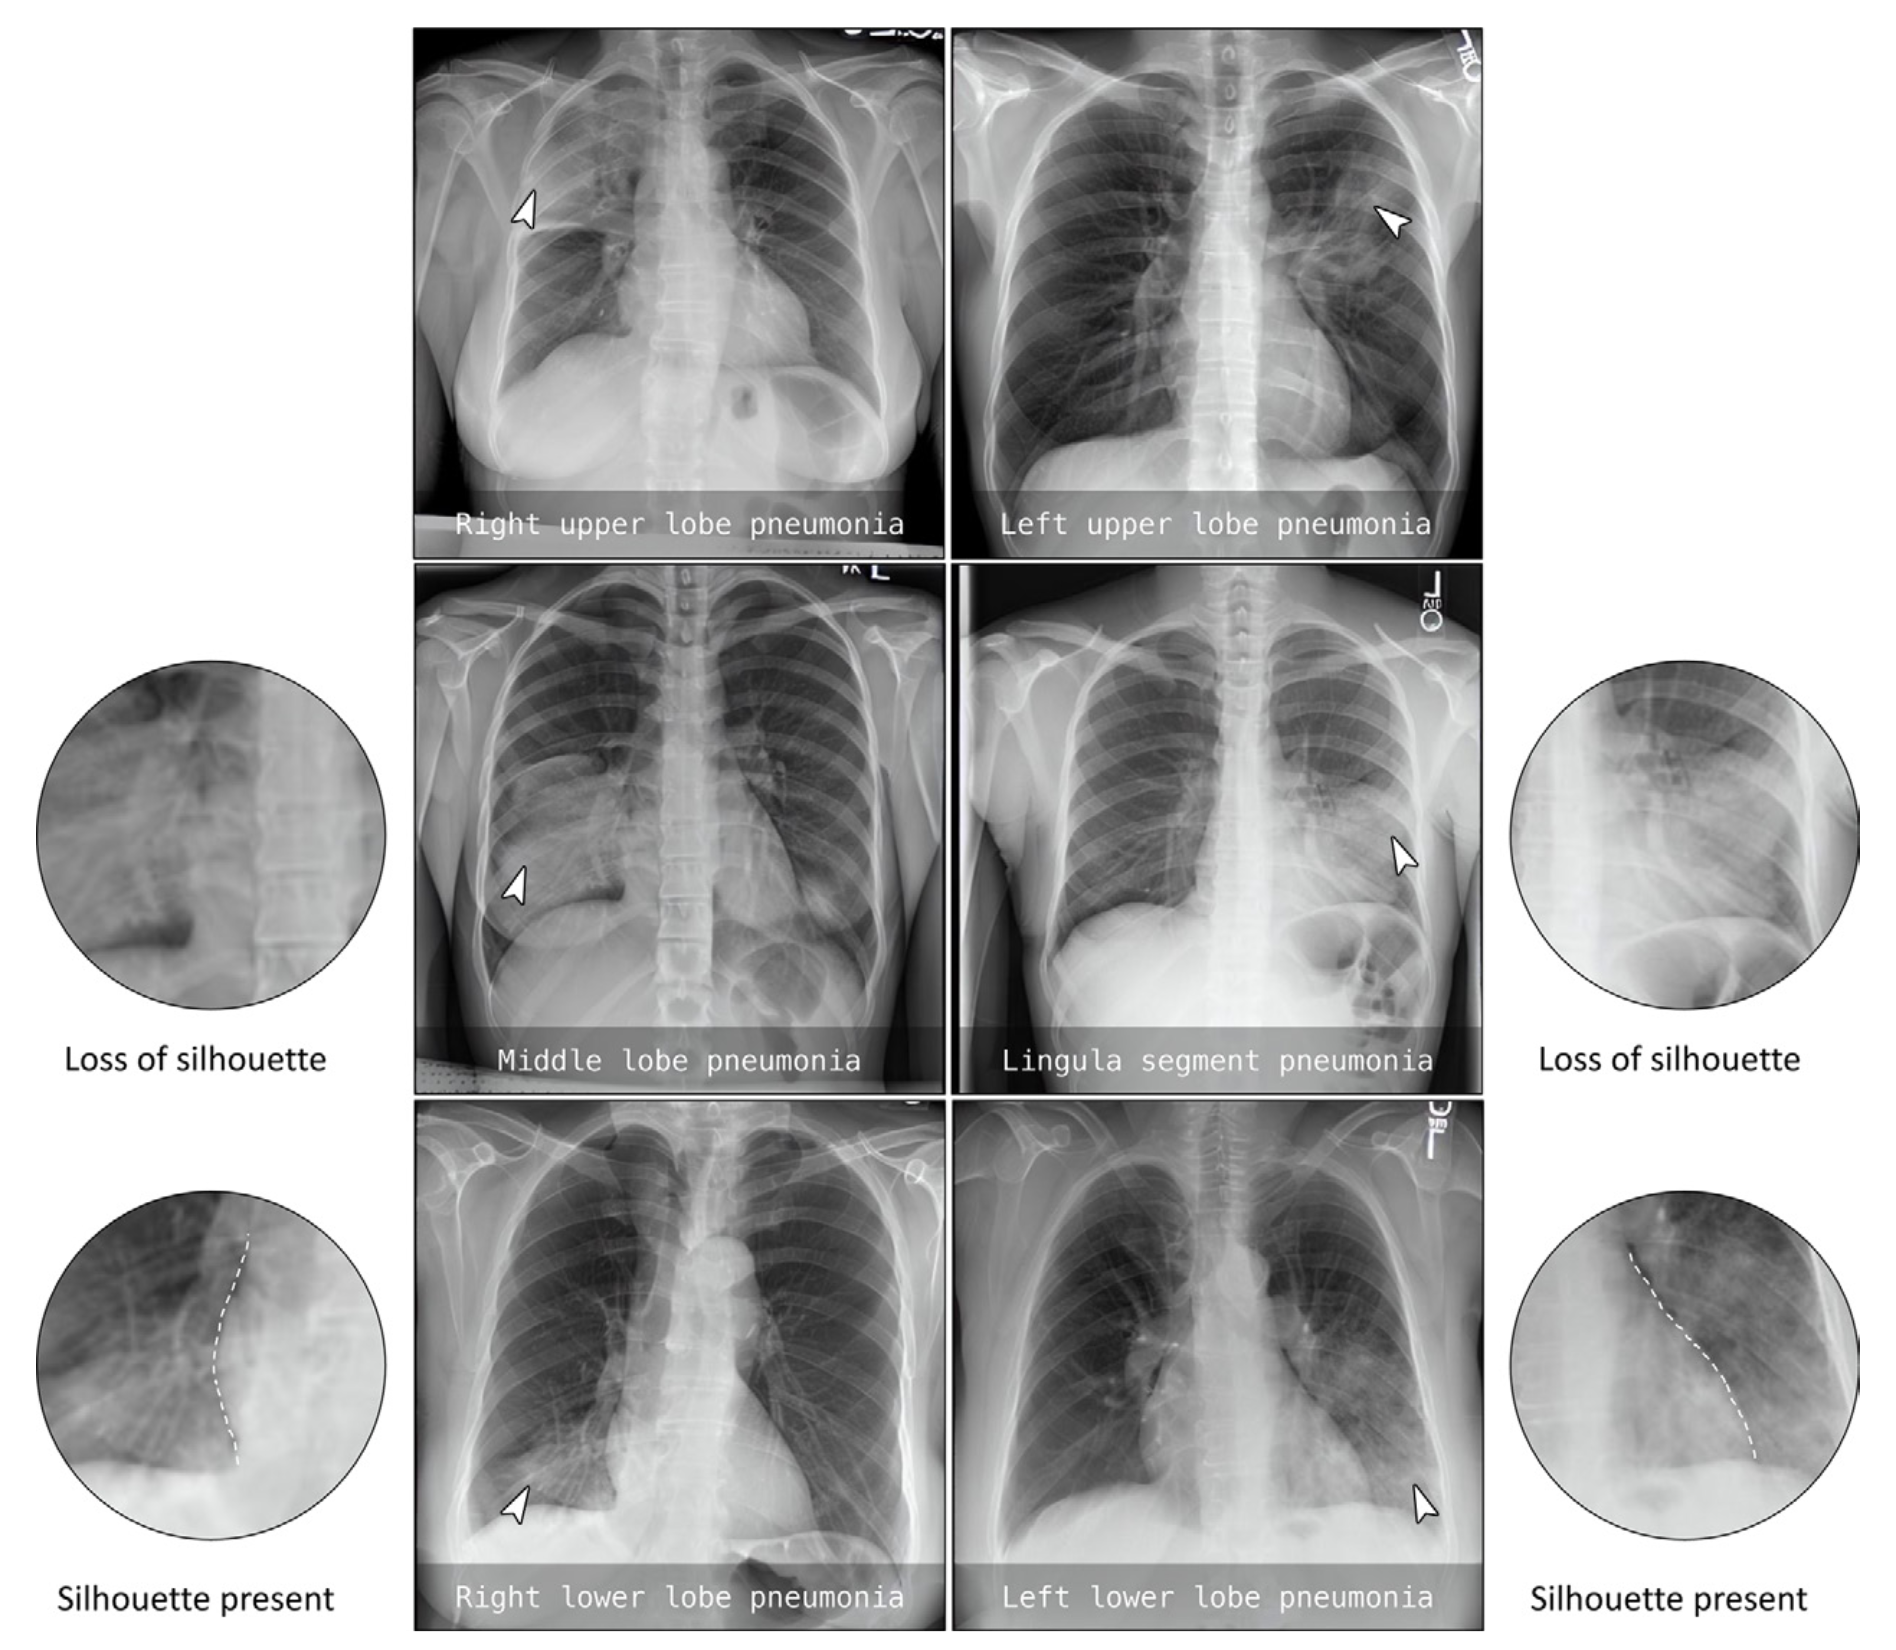 Right upper lobe pneumonia
Left upper lobe pneumonia
L
L
Loss of silhouette
Middle lobe pneumonia
Lingula segment pneumonia
Loss of silhouette
L
Silhouette present
Right lower lobe pneumonia
Left lower lobe pneumonia
Silhouette present